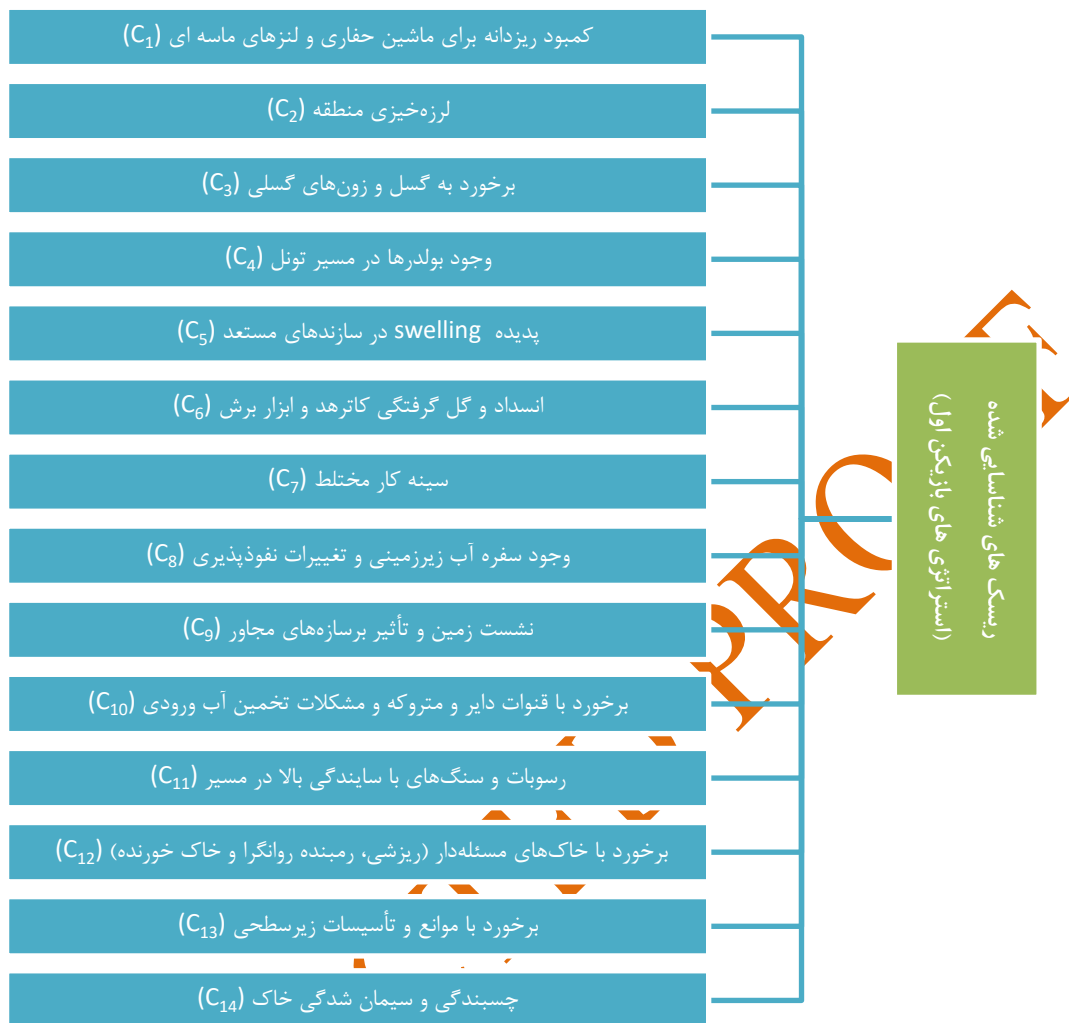 کمبود ریزدانه برای ماشین حفاری و لنزهای ماسه ای (C1)
لرزه‌خیزی منطقه (C2)
برخورد به گسل و زون‌های گسلی (C3)
وجود بولدرها در مسیر تونل (C4)
پدیده swelling در سازندهای مستعد (C5)
انسداد و گل گرفتگی کاترهد و ابزار برش (C6)
سینه کار مختلط (C7)
وجود سفره آب زیرزمینی و تغییرات نفوذپذیری (C8)
نشست زمین و تأثیر برسازه‌های مجاور (C9)
برخورد با قنوات دایر و متروکه و مشکلات تخمین آب ورودی (C10)
رسوبات و سنگ‌های با سایندگی بالا در مسیر (C11)
برخورد با خاک‌های مسئله‌دار (ریزشی، رمبنده روانگرا و خاک خورنده) (C12)
برخورد با موانع و تأسیسات زیرسطحی (C13)
چسبندگی و سیمان شدگی خاک (C14)
ریسک های شناسایی شده
(استراتژی های بازیکن اول)
PRO